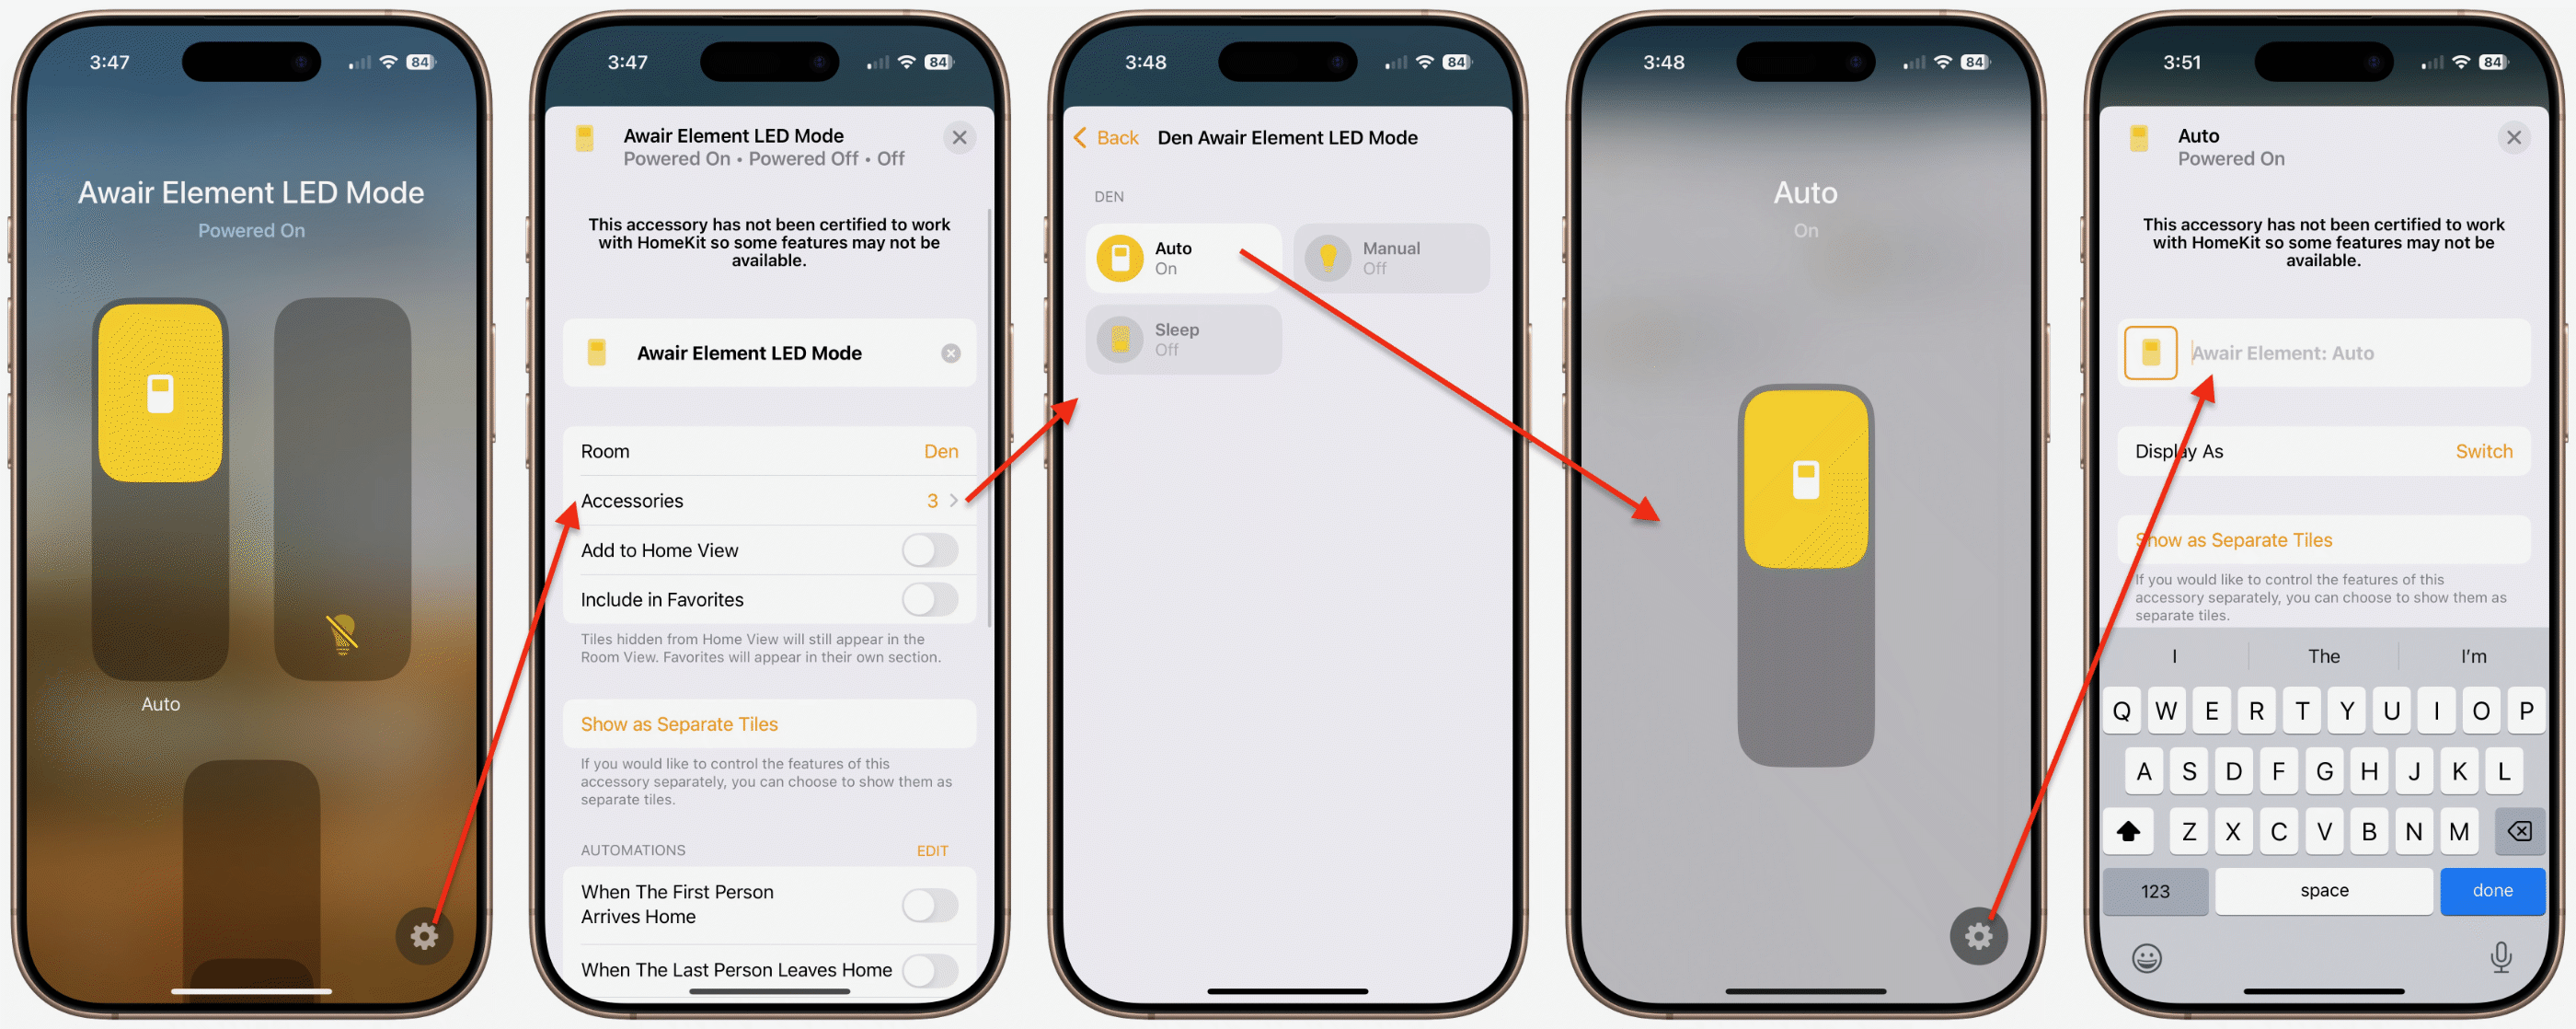 3:47
84
Awair Element LED Mode
Powered On
Auto
3:47
84
Awair Element LED Mode
Powered On • Powered Off • Off
This accessory has not been certified to work
with HomeKit so some features may not be
available.
Awair Element LED Mode
Room Den
Accessories 3
Add to Home View
Include in Favorites
Tiles hidden from Home View will still appear in the
Room View. Favorites will appear in their own section.
Show as Separate Tiles
If you would like to control the features of this
accessory separately, you can choose to show them as
separate tiles.
AUTOMATIONS EDIT
When The First Person
Arrives Home
When The Last Person Leaves Home
3:48
84
Back Den Awair Element LED Mode
DEN
Auto
On
Manual
Off
Sleep
Off
3:48
84
Auto
On
3:51
84
Auto
Powered On
This accessory has not been certified to work
with HomeKit so some features may not be
available.
Awair Element: Auto
Display As Switch
Show as Separate Tiles
If you would like to control the features of this
accessory separately, you can choose to show them as
separate tiles.
I The I'm
Q W E R T Y U I O P
A S D F G H J K L
Z X C V B N M
123 space done